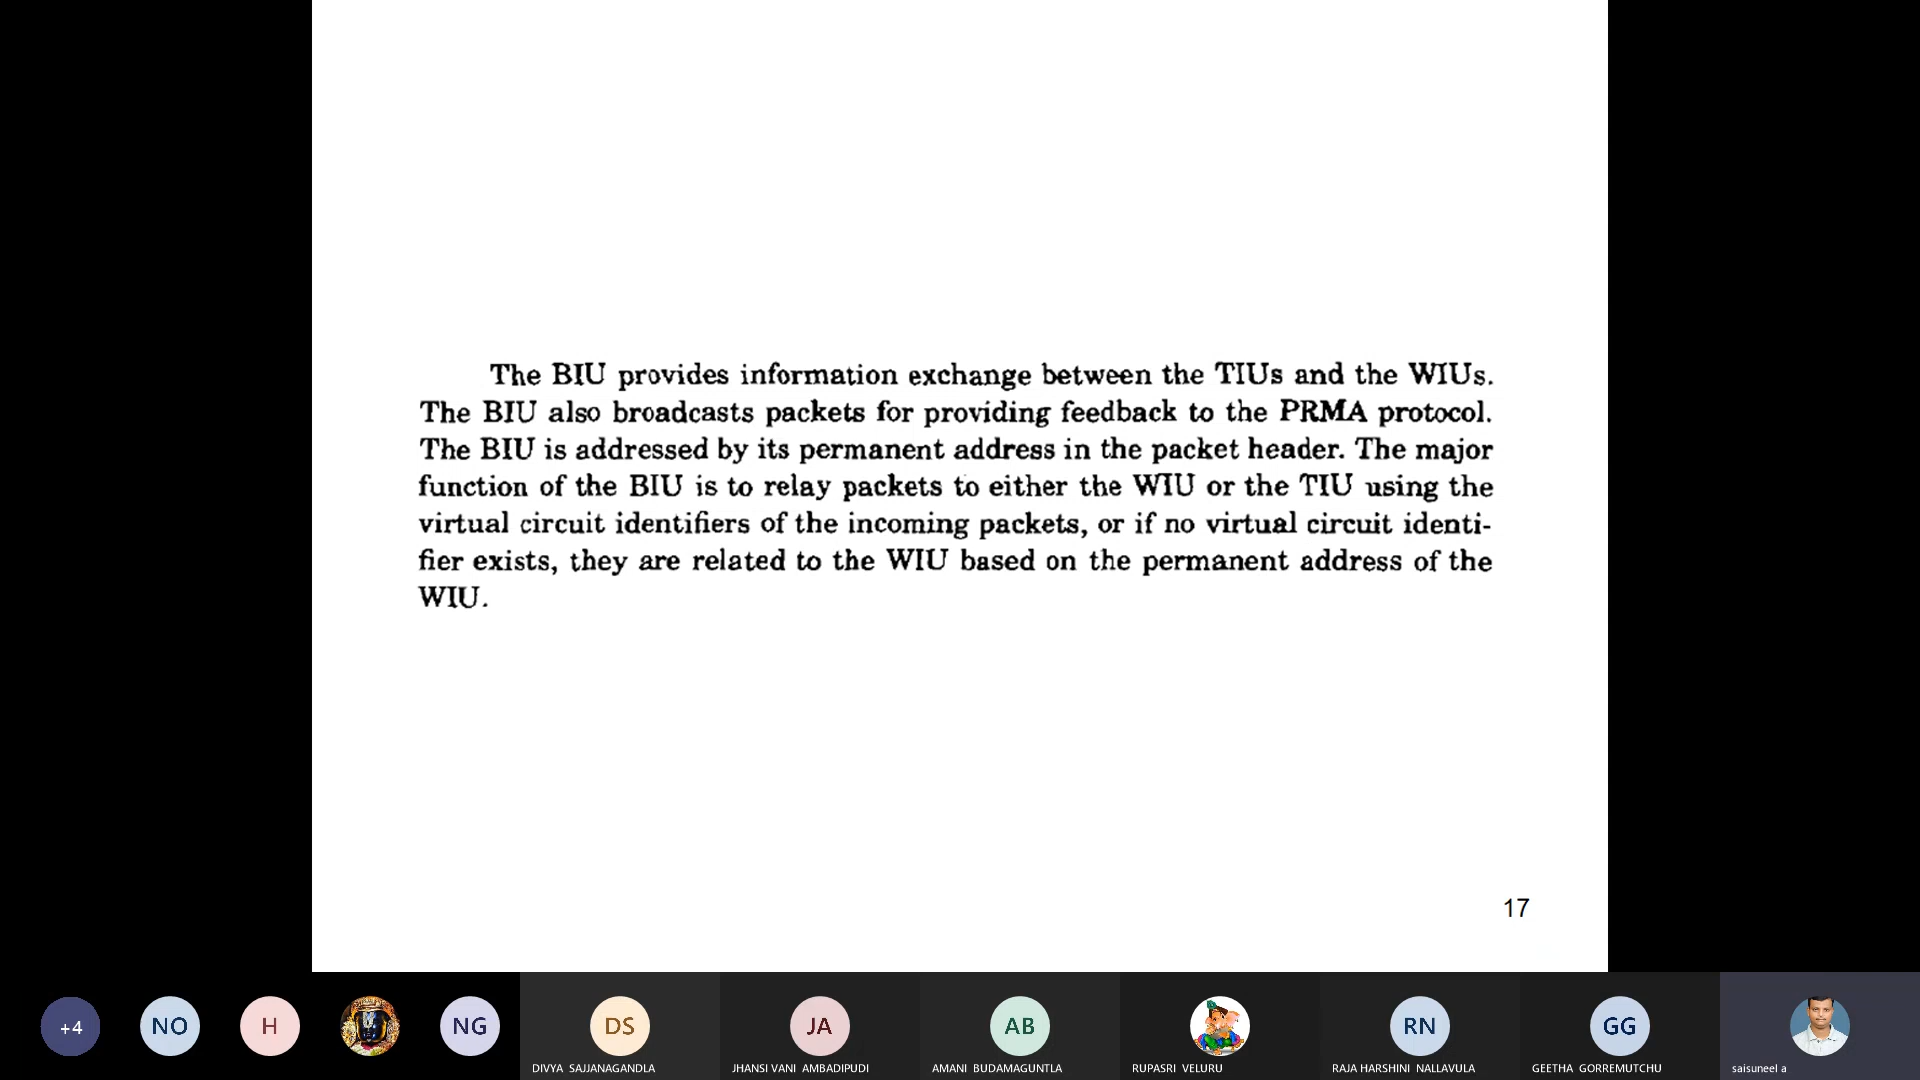 The BIU provides information exchange between the TIUs and the WIUs.
The BIU also broadcasts packets for providing feedback to the PRMA protocol.
The BIU is addressed by its permanent address in the packet header. The major
function of the BIU is to relay packets to either the WIU or the TIU using the
virtual circuit identifiers of the incoming packets, or if no virtual circuit identi-
fier exists, they are related to the WIU based on the permanent address of the
WIU.
17
+4
NO
H
NG
DS
JA
AB
RN
GG
DIVYA SAJJANAGANDLA
JHANSI VANI AMBADIPUDI
AMANI BUDAMAGUNTLA
RUPASRI VELURU
RAJA HARSHINI NALLAVULA
GEETHA GORREMUTCHU
saisuneel a